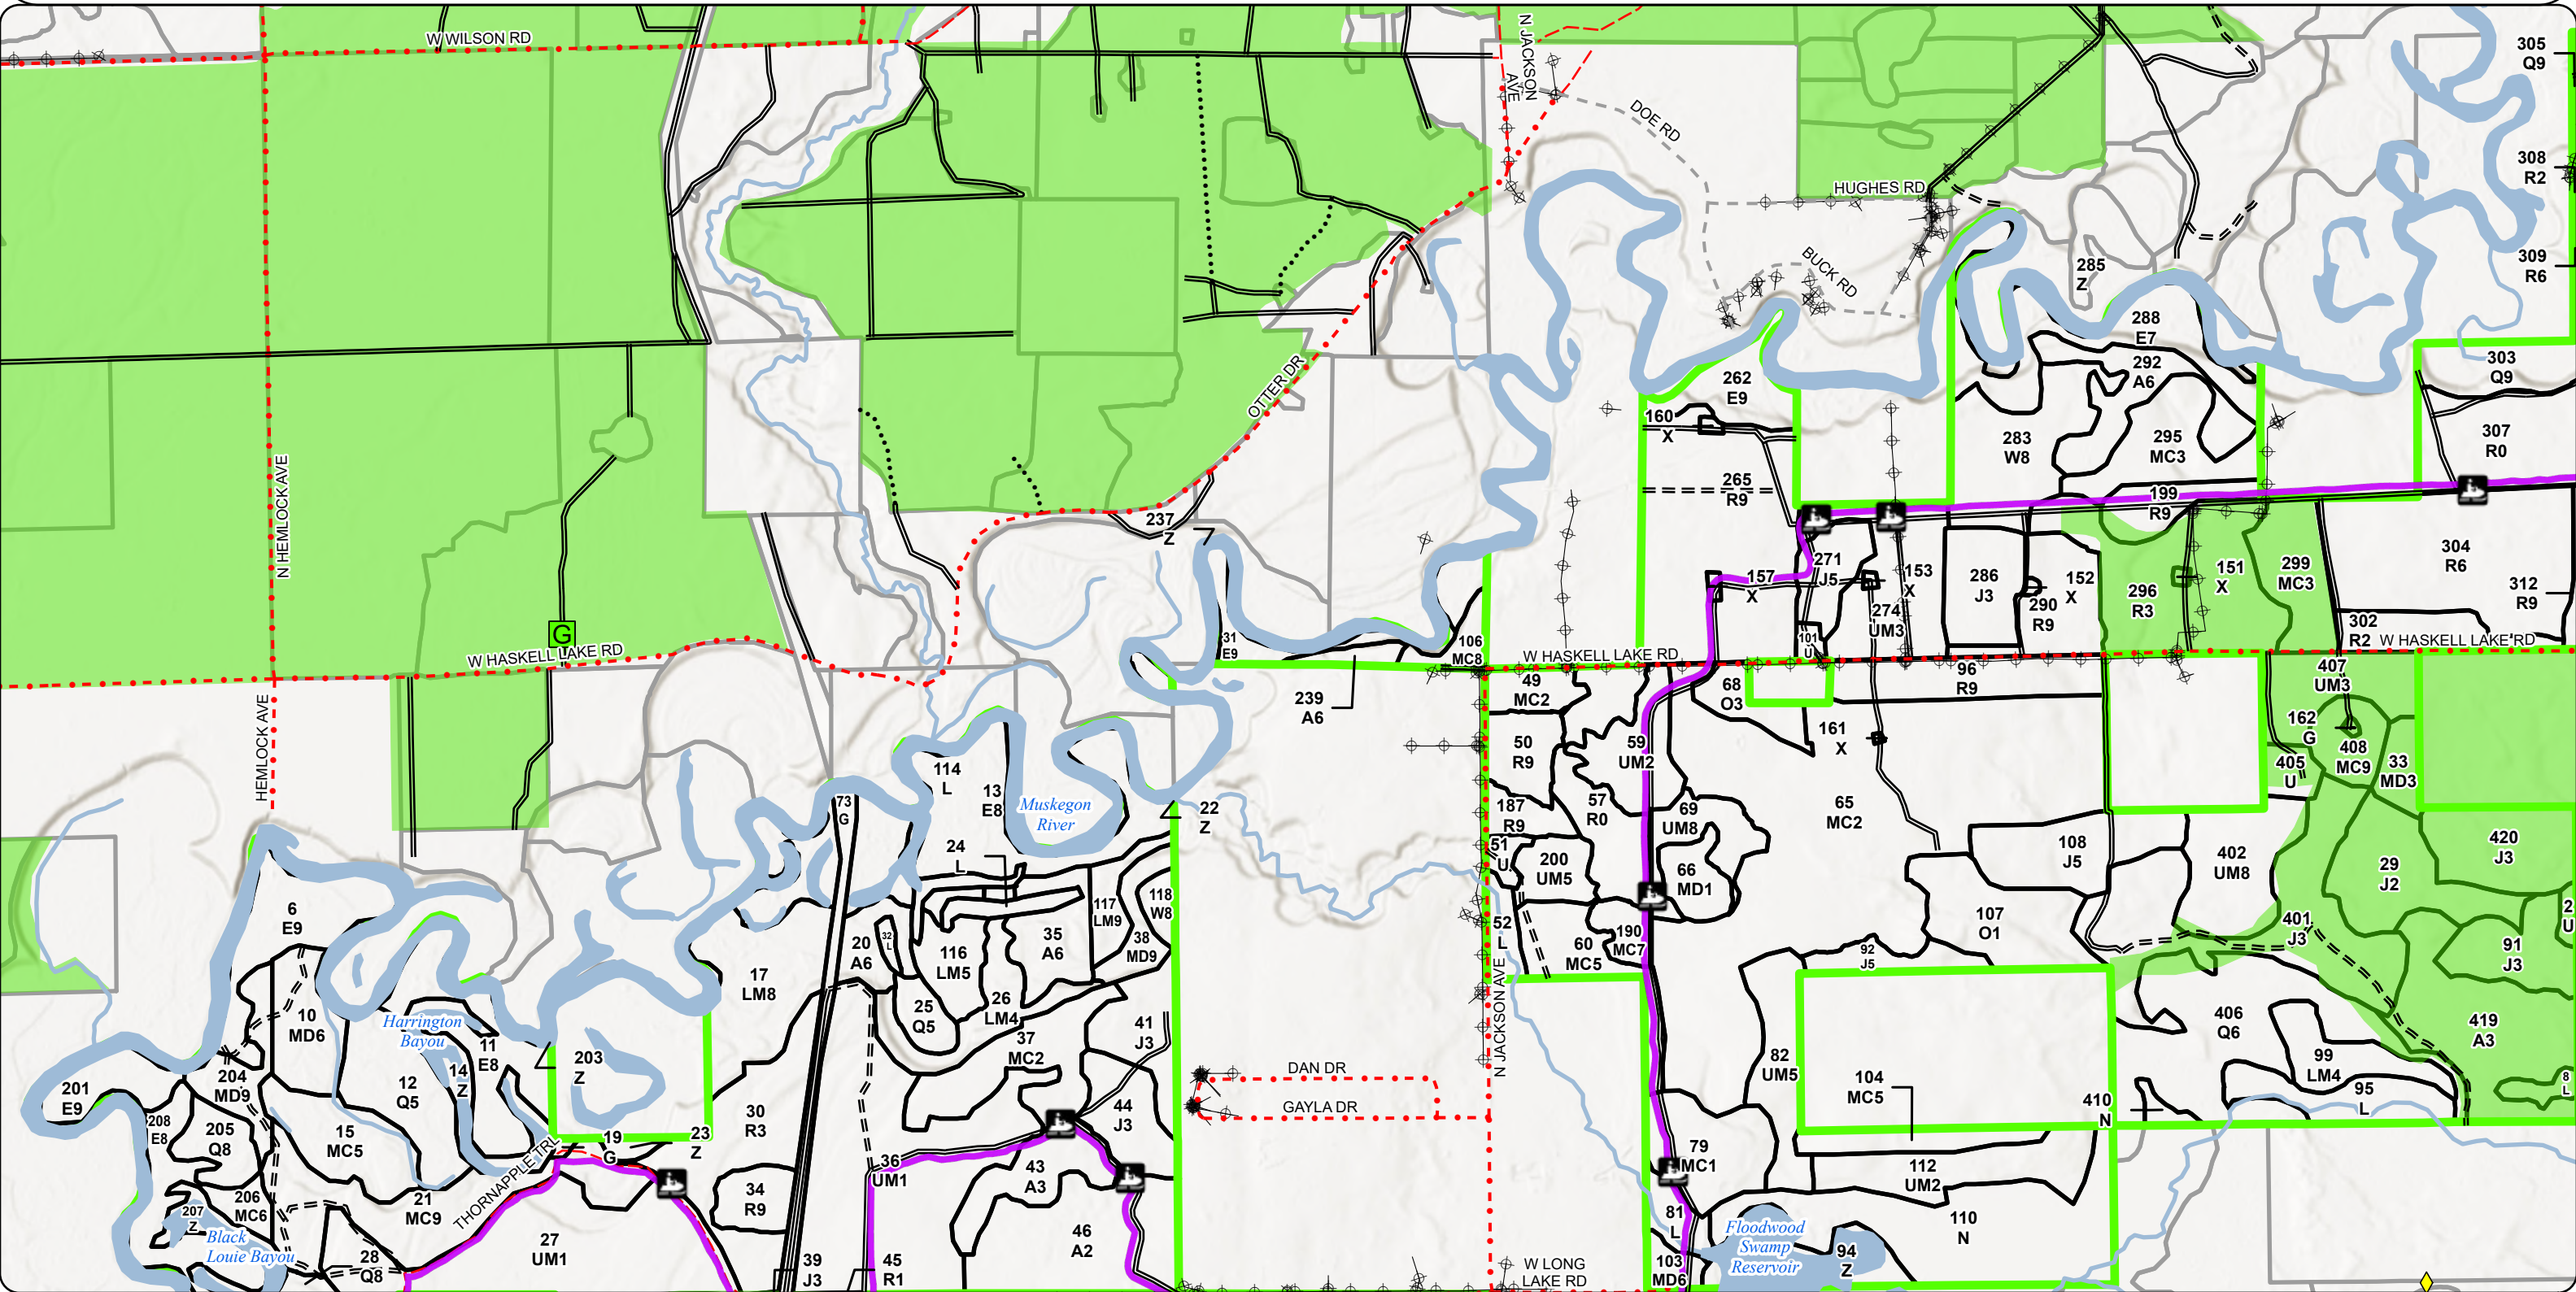 W WILSON RD
N JACKSON
AVE
DOE RD
HUGHES RD
BUCK RD
305
Q9
308
R2
309
R6
285
Z
288
E7
292
A6
303
Q9
307
R0
262
E9
160
X
283
W8
295
MC3
265
R9
199
R9
OTTER DR
N HEMLOCK AVE
237
Z
G
W HASKELL LAKE RD
31
E9
106
MC8
157
X
271
J5
153
X
286
J3
152
X
290
R9
274
UM3
101
U
296
R3
151
X
299
MC3
304
R6
312
R9
302
R2
W HASKELL LAKE RD
W HASKELL LAKE RD
HEMLOCK AVE
239
A6
49
MC2
68
O3
96
R9
407
UM3
50
R9
59
UM2
161
X
162
G
408
MC9
405
U
33
MD3
114
L
13
E8
73
G
Muskegon
River
22
Z
187
R9
57
R0
69
UM8
65
MC2
24
L
51
U
200
UM5
66
MD1
108
J5
402
UM8
29
J2
420
J3
6
E9
118
W8
117
LM9
32
L
20
A6
116
LM5
35
A6
38
MD9
52
L
60
MC5
190
MC7
107
O1
92
J5
401
J3
91
J3
2
U
17
LM8
10
MD6
Harrington
Bayou
11
E8
25
Q5
26
LM4
37
MC2
41
J3
N JACKSON AVE
406
Q6
419
A3
201
E9
204
MD9
12
Q5
14
Z
203
Z
DAN DR
GAYLA DR
82
UM5
104
MC5
410
N
99
LM4
95
L
8
L
208
E8
205
Q8
15
MC5
19
G
23
Z
30
R3
44
J3
THORNAPPLE TRL
36
UM1
43
A3
79
MC1
112
UM2
206
MC6
207
Z
21
MC9
34
R9
Black
Louie Bayou
28
Q8
27
UM1
39
J3
45
R1
46
A2
W LONG
LAKE RD
81
L
103
MD6
Floodwood
Swamp
Reservoir
94
Z
110
N